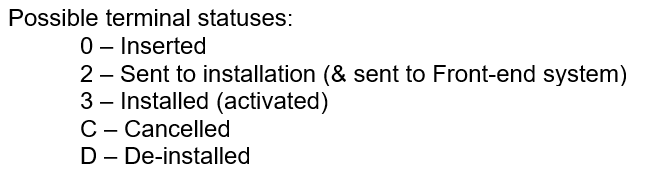 Possible terminal statuses:
0 – Inserted
2 – Sent to installation (& sent to Front-end system)
3 – Installed (activated)
C – Cancelled
D – De-installed